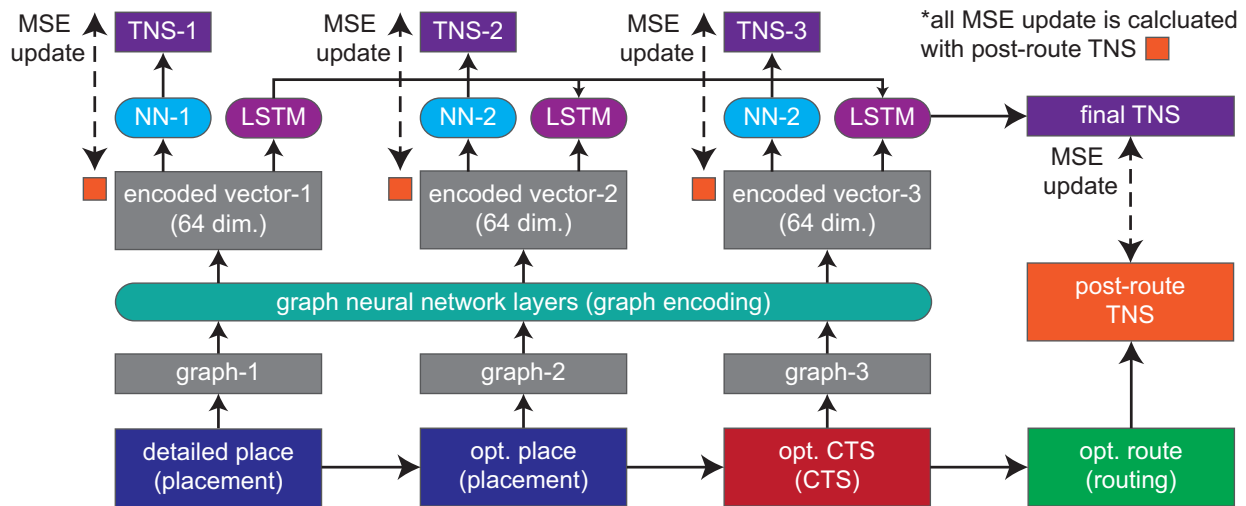 MSE
update
TNS-1
MSE
update
TNS-2
MSE
update
TNS-3
*all MSE update is calcluated
with post-route TNS
NN-1
LSTM
NN-2
LSTM
NN-2
LSTM
final TNS
MSE
update
encoded vector-1
(64 dim.)
encoded vector-2
(64 dim.)
encoded vector-3
(64 dim.)
graph neural network layers (graph encoding)
post-route
TNS
graph-1
graph-2
graph-3
detailed place
(placement)
opt. place
(placement)
opt. CTS
(CTS)
opt. route
(routing)